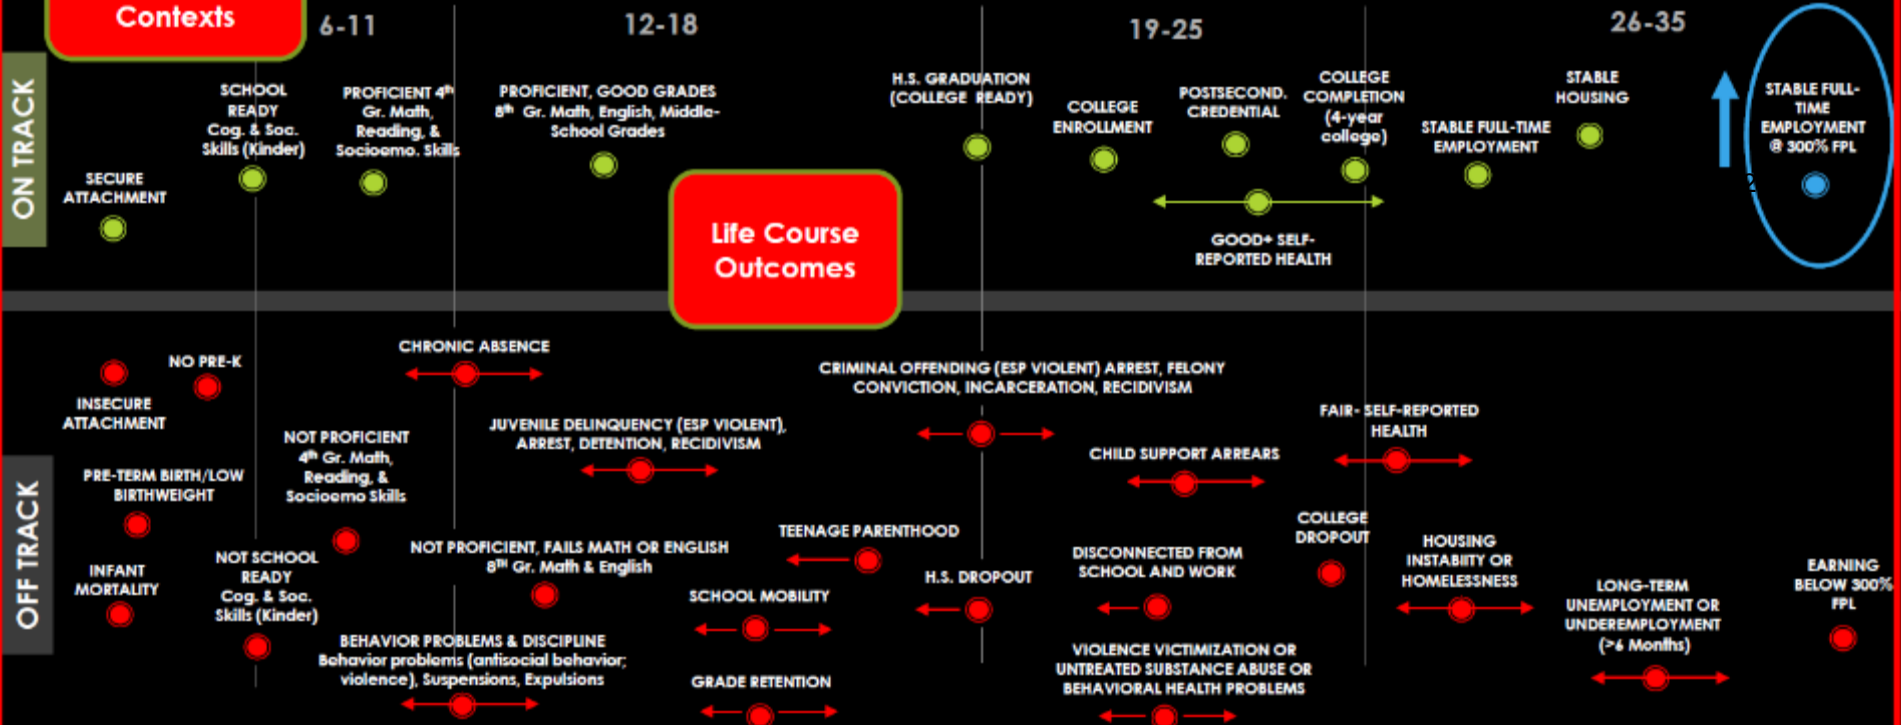 Contexts
6-11
12-18
19-25
26-35
ON TRACK
SECURE
ATTACHMENT
SCHOOL
READY
Cog. & Soc.
Skills (Kinder)
PROFICIENT 4th
Gr. Math,
Reading, &
Socioemo. Skills
PROFICIENT, GOOD GRADES
8th Gr. Math, English, Middle-
School Grades
H.S. GRADUATION
(COLLEGE READY)
COLLEGE
ENROLLMENT
POSTSECOND.
CREDENTIAL
COLLEGE
COMPLETION
(4-year
college)
GOOD+ SELF-
REPORTED HEALTH
STABLE FULL-TIME
EMPLOYMENT
STABLE
HOUSING
STABLE FULL-
TIME
EMPLOYMENT
@ 300% FPL
Life Course
Outcomes
OFF TRACK
INSECURE
ATTACHMENT
NO PRE-K
PRE-TERM BIRTH/LOW
BIRTHWEIGHT
INFANT
MORTALITY
NOT SCHOOL
READY
Cog. & Soc.
Skills (Kinder)
NOT PROFICIENT
4th Gr. Math,
Reading, &
Socioemo Skills
CHRONIC ABSENCE
JUVENILE DELINQUENCY (ESP VIOLENT),
ARREST, DETENTION, RECIDIVISM
NOT PROFICIENT, FAILS MATH OR ENGLISH
8TH Gr. Math & English
BEHAVIOR PROBLEMS & DISCIPLINE
Behavior problems (antisocial behavior;
violence), Suspensions, Expulsions
SCHOOL MOBILITY
GRADE RETENTION
TEENAGE PARENTHOOD
CRIMINAL OFFENDING (ESP VIOLENT) ARREST, FELONY
CONVICTION, INCARCERATION, RECIDIVISM
H.S. DROPOUT
CHILD SUPPORT ARREARS
DISCONNECTED FROM
SCHOOL AND WORK
VIOLENCE VICTIMIZATION OR
UNTREATED SUBSTANCE ABUSE OR
BEHAVIORAL HEALTH PROBLEMS
FAIR- SELF-REPORTED
HEALTH
COLLEGE
DROPOUT
HOUSING
INSTABIITY OR
HOMELESSNESS
LONG-TERM
UNEMPLOYMENT OR
UNDEREMPLOYMENT
(>6 Months)
EARNING
BELOW 300%
FPL